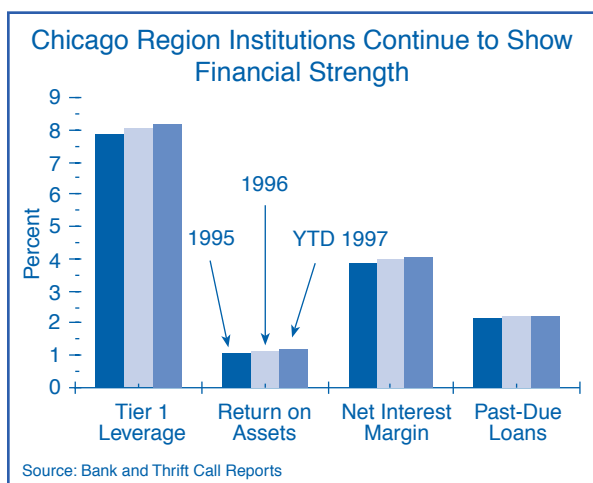 Chicago Region Institutions Continue to Show
Financial Strength
Percent
9
8
7
6
5
4
3
2
1
0
1995
1996
YTD 1997
Tier 1
Leverage
Return on
Assets
Net Interest
Margin
Past-Due
Loans
Source: Bank and Thrift Call Reports